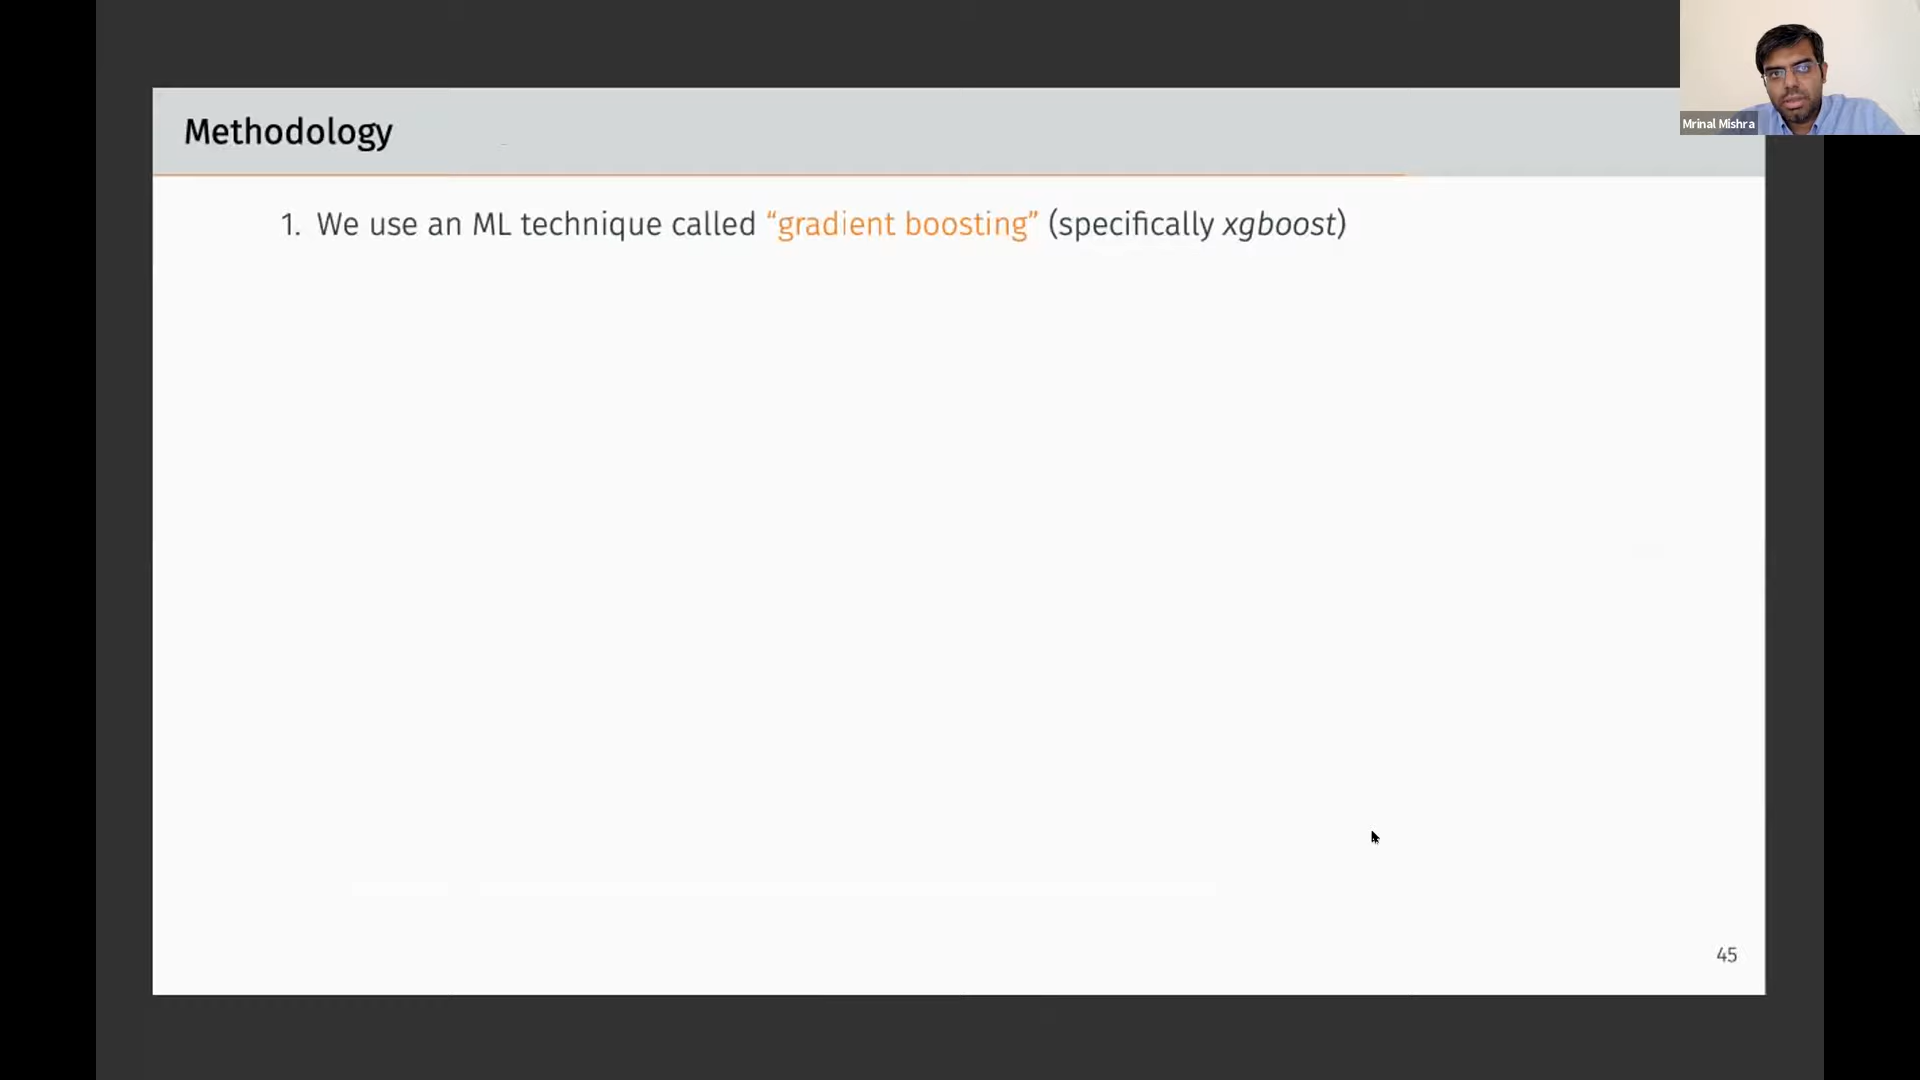 Mrinal Mishra
Methodology
1. We use an ML technique called “gradient boosting” (specifically xgboost)
45